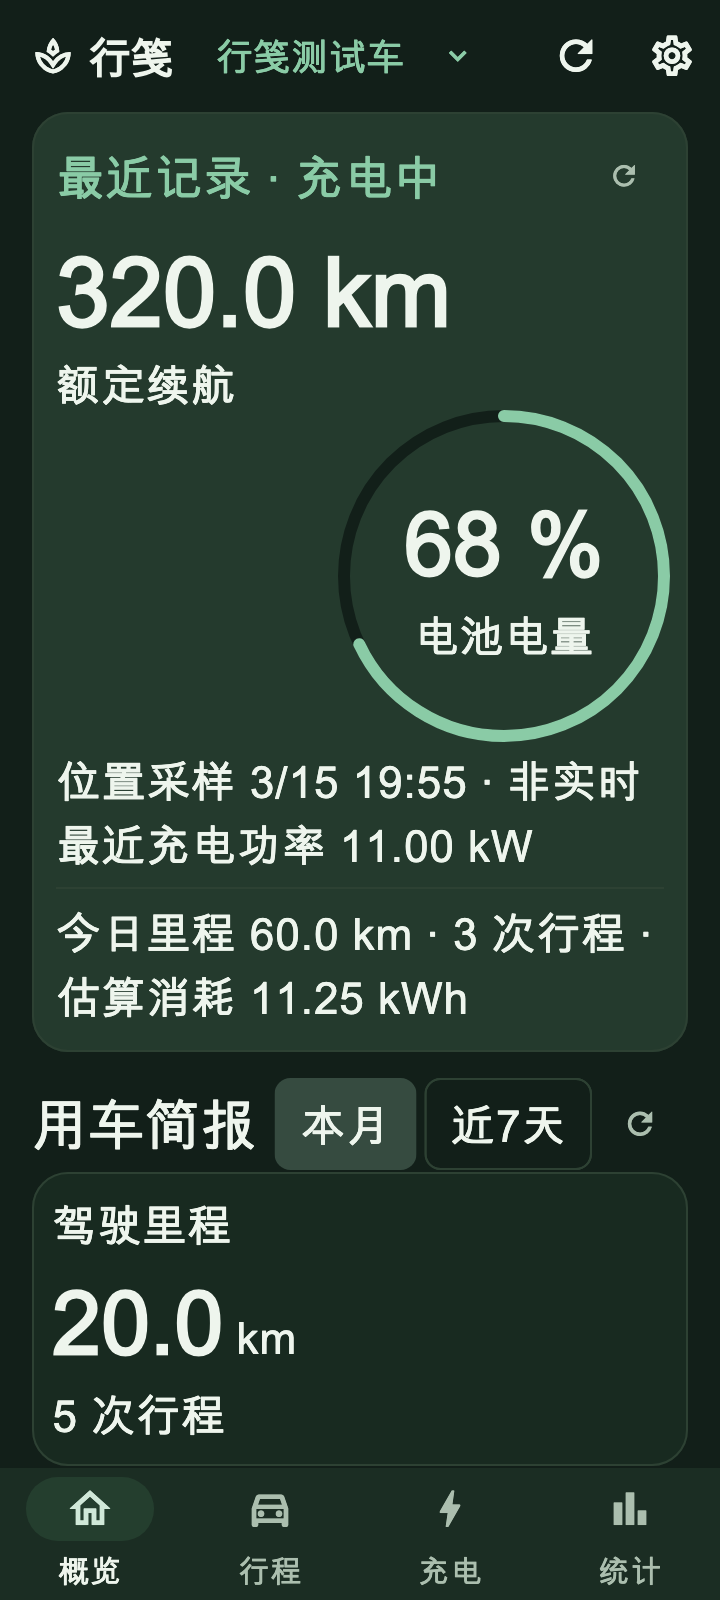 行笺 行笺测试车
最近记录 · 充电中
320.0 km
额定续航
68 %
电池电量
位置采样 3/15 19:55 · 非实时
最近充电功率 11.00 kW
今日里程 60.0 km · 3 次行程 ·
估算消耗 11.25 kWh
用车简报 本月 近7天
驾驶里程
20.0 km
5 次行程
概览 行程 充电 统计